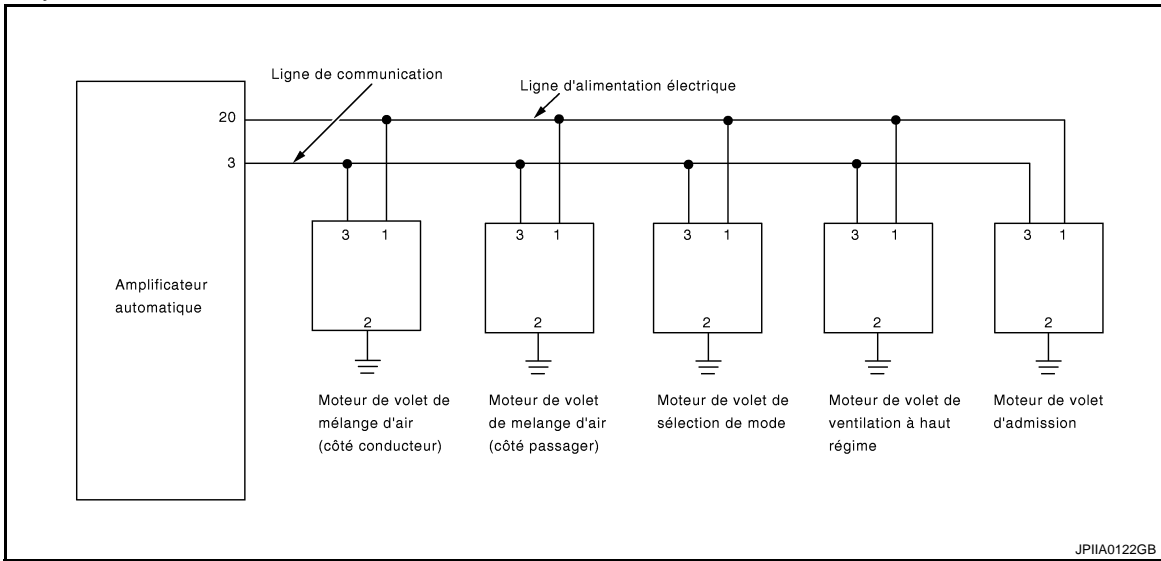 Ligne de communication
Ligne d'alimentation électrique
20
3
Amplificateur
automatique
3 1
2
3 1
2
3 1
2
3 1
2
3 1
2
Moteur de volet de
mélange d'air
(côté conducteur)
Moteur de volet
de melange d'air
(côté passager)
Moteur de volet de
sélection de mode
Moteur de volet de
ventilation à haut
régime
Moteur de volet
d'admission
JPIIA0122GB